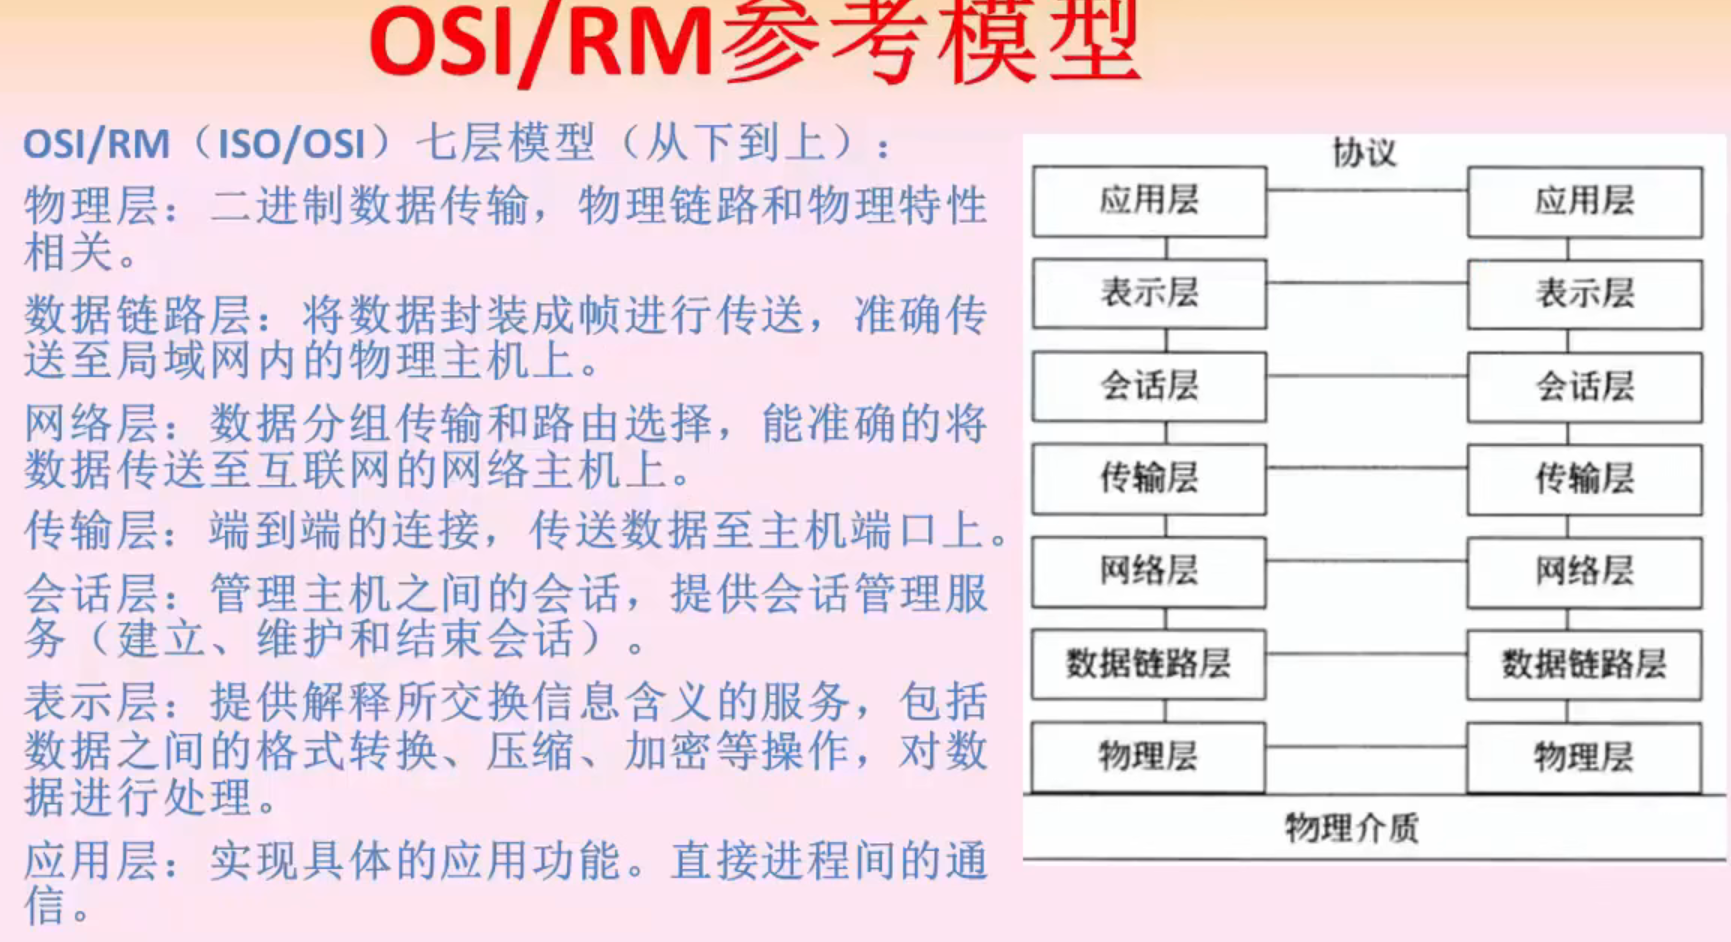 OSI/RM参考模型
OSI/RM（ISO/OSI）七层模型（从下到上）：
物理层：二进制数据传输，物理链路和物理特性
相关。
数据链路层：将数据封装成帧进行传送，准确传
送至局域网内的物理主机上。
网络层：数据分组传输和路由选择，能准确的将
数据传送至互联网的网络主机上。
传输层：端到端的连接，传送数据至主机端口上。
会话层：管理主机之间的会话，提供会话管理服
务（建立、维护和结束会话）。
表示层：提供解释所交换信息含义的服务，包括
数据之间的格式转换、压缩、加密等操作，对数
据进行处理。
应用层：实现具体的应用功能。直接进程间的通
信。
协议
应用层 应用层
表示层 表示层
会话层 会话层
传输层 传输层
网络层 网络层
数据链路层 数据链路层
物理层 物理层
物理介质